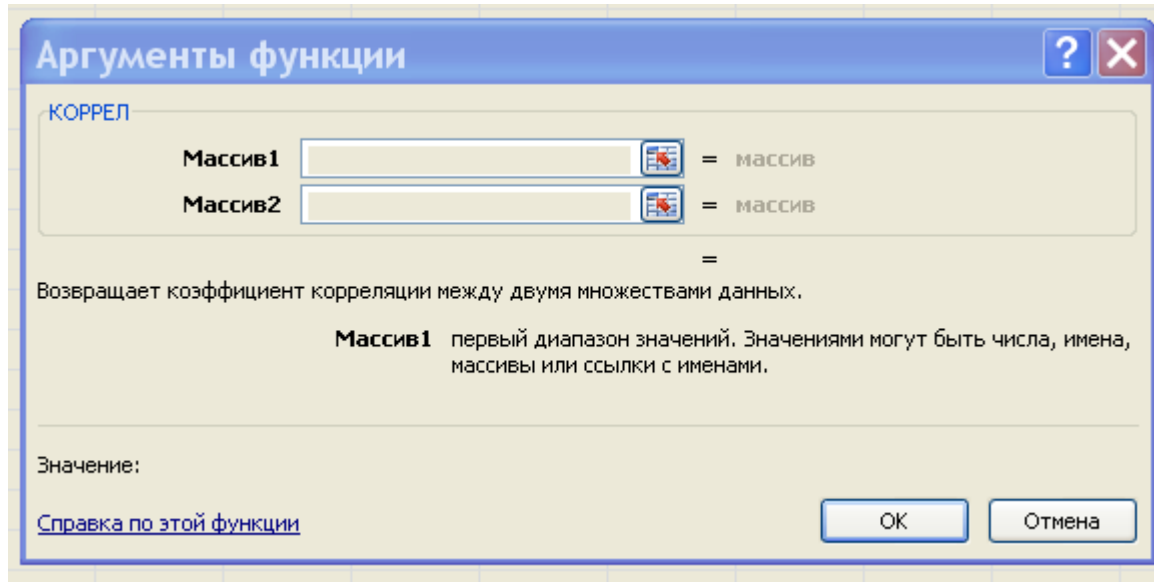 Аргументы функции
?
КОРРЕЛ
Массив1 = массив
Массив2 = массив
=
Возвращает коэффициент корреляции между двумя множествами данных.
Массив1 первый диапазон значений. Значениями могут быть числа, имена,
массивы или ссылки с именами.
Значение:
Справка по этой функции
ОК Отмена